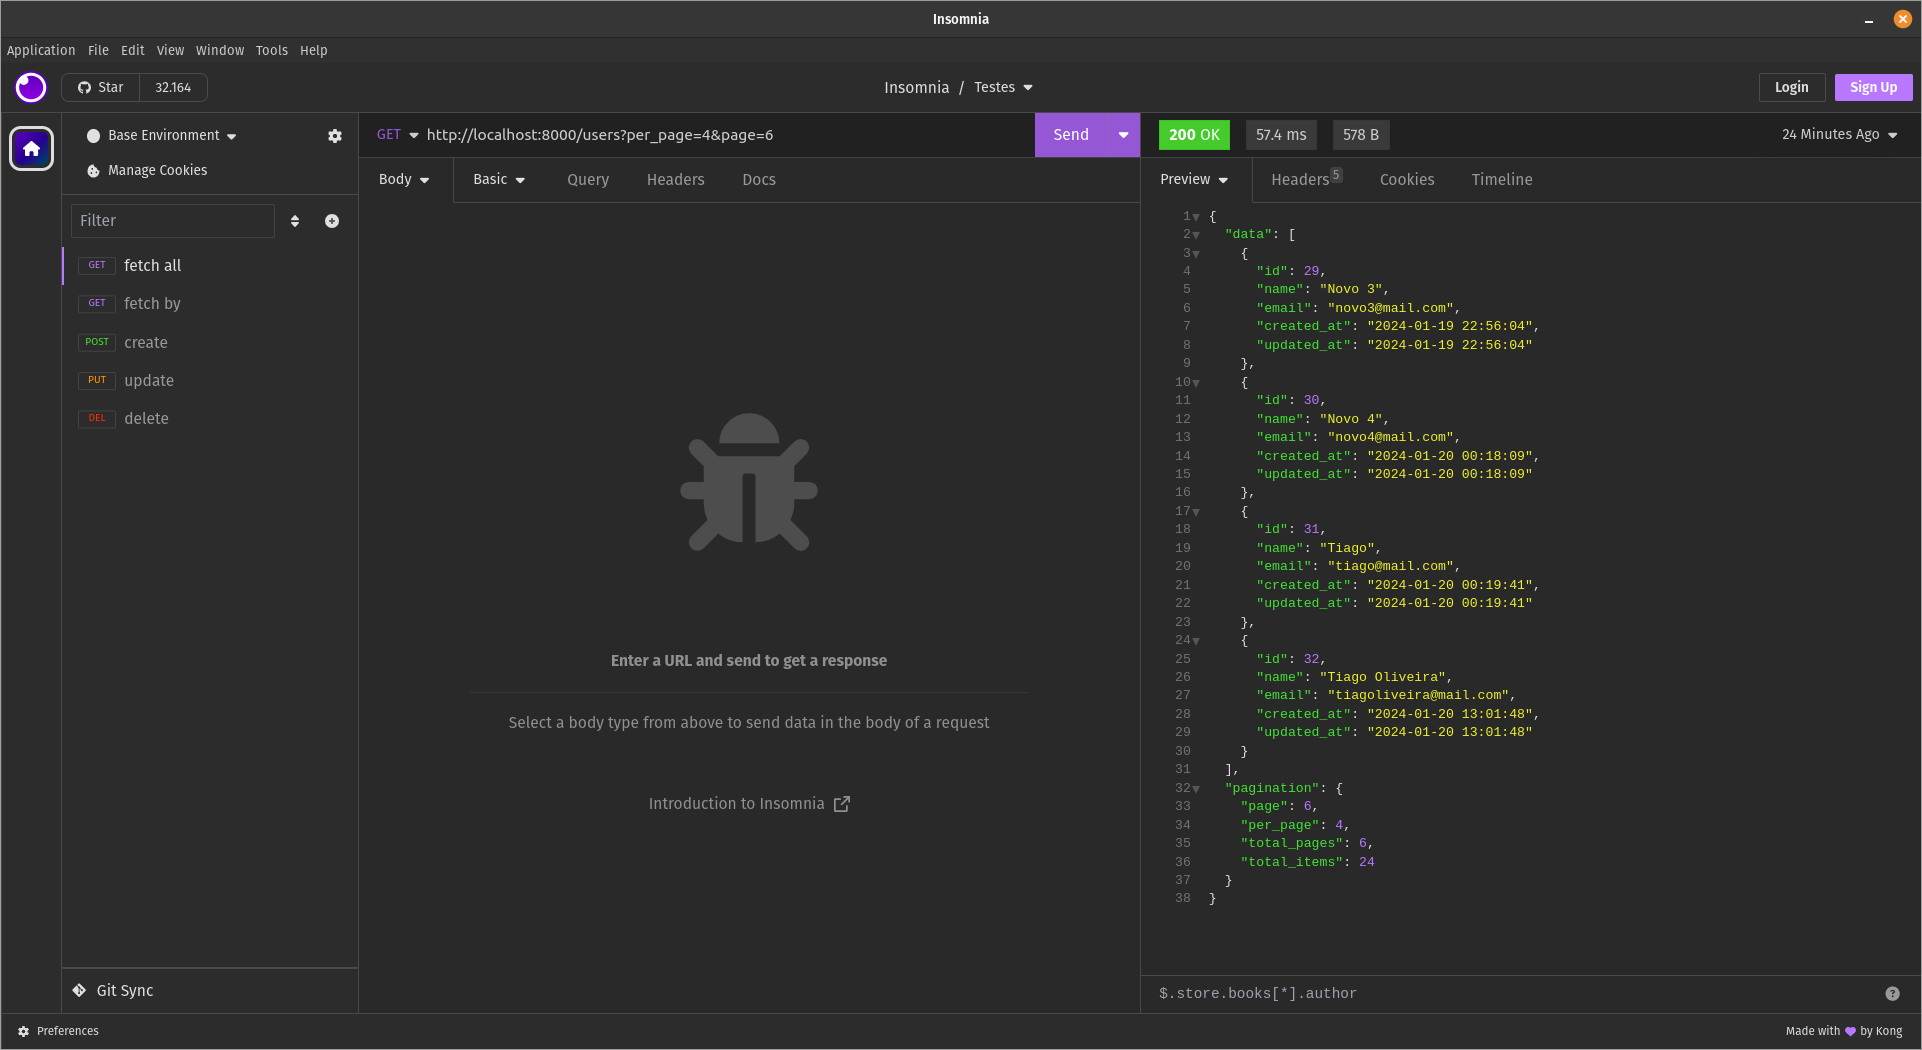 Insomnia
Application File Edit View Window Tools Help
Star 32.164
Insomnia / Testes
Login Sign Up
Base Environment
Manage Cookies
Filter
GET fetch all
GET fetch by
POST create
PUT update
DEL delete
Git Sync
GET http://localhost:8000/users?per_page=4&page=6 Send
Body Basic Query Headers Docs
Enter a URL and send to get a response
Select a body type from above to send data in the body of a request
Introduction to Insomnia
200 OK 57.4 ms 578 B 24 Minutes Ago
Preview Headers 5 Cookies Timeline
1 {
2 "data": [
3 {
4 "id": 29,
5 "name": "Novo 3",
6 "email": "novo3@mail.com",
7 "created_at": "2024-01-19 22:56:04",
8 "updated_at": "2024-01-19 22:56:04"
9 },
10 {
11 "id": 30,
12 "name": "Novo 4",
13 "email": "novo4@mail.com",
14 "created_at": "2024-01-20 00:18:09",
15 "updated_at": "2024-01-20 00:18:09"
16 },
17 {
18 "id": 31,
19 "name": "Tiago",
20 "email": "tiago@mail.com",
21 "created_at": "2024-01-20 00:19:41",
22 "updated_at": "2024-01-20 00:19:41"
23 },
24 {
25 "id": 32,
26 "name": "Tiago Oliveira",
27 "email": "tiagoliveira@mail.com",
28 "created_at": "2024-01-20 13:01:48",
29 "updated_at": "2024-01-20 13:01:48"
30 }
31 ],
32 "pagination": {
33 "page": 6,
34 "per_page": 4,
35 "total_pages": 6,
36 "total_items": 24
37 }
38 }
$.store.books[*].author
Preferences
Made with 💜 by Kong